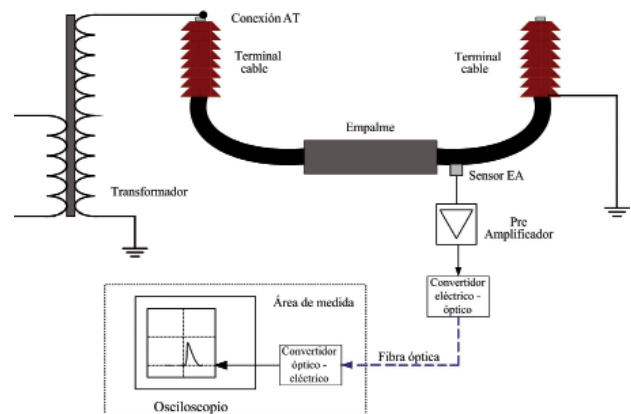 Conexión AT
Terminal
cable
Terminal
cable
Empalme
Transformador
Sensor EA
Pre
Amplificador
Convertidor
eléctrico -
óptico
Área de medida
Convertidor
óptico -
eléctrico
Fibra óptica
Osciloscopio